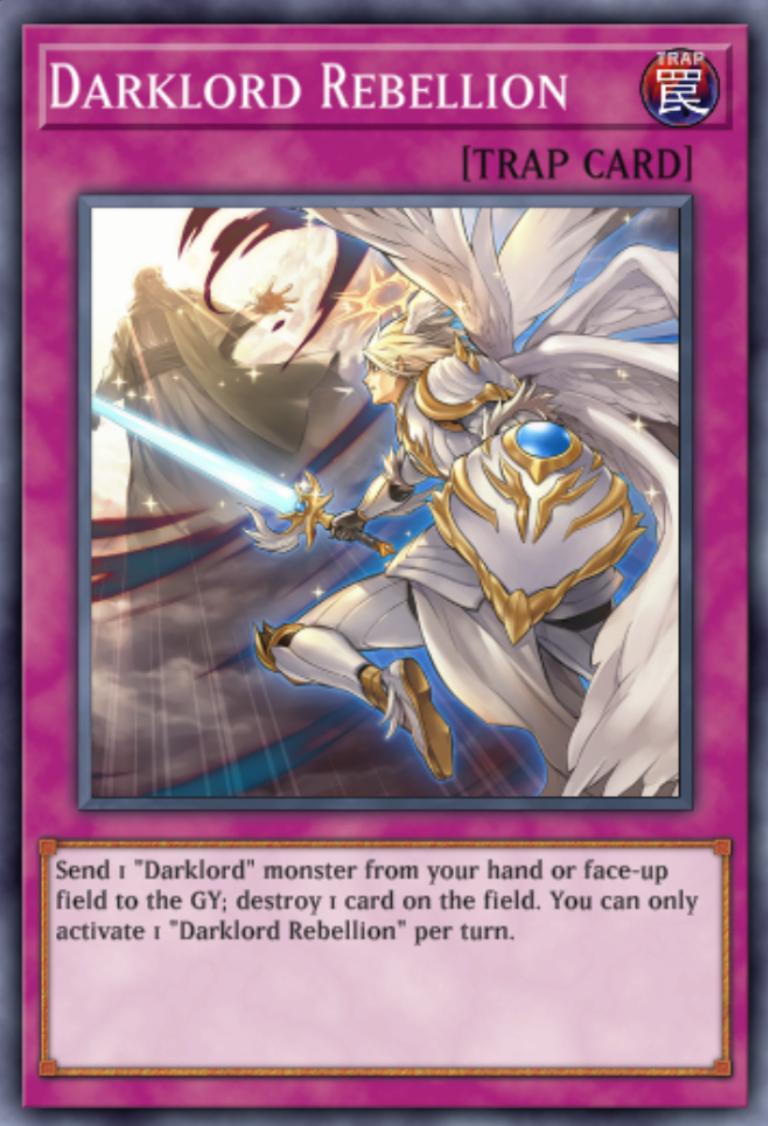 DARKLORD REBELLION
TRAP
罠
[TRAP CARD]
Send 1 "Darklord" monster from your hand or face-up
field to the GY; destroy 1 card on the field. You can only
activate 1 "Darklord Rebellion" per turn.